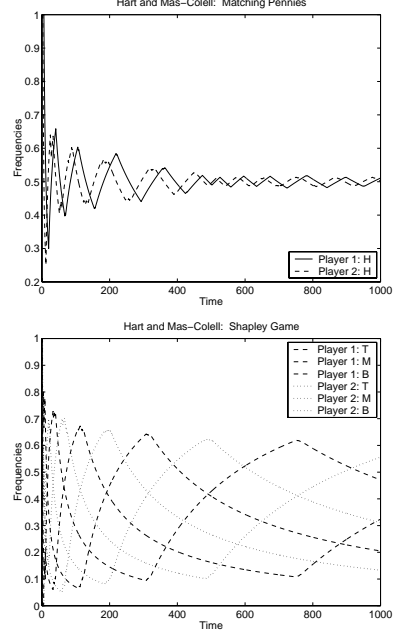 Hart and Mas−Colell: Matching Pennies
1
0.9
0.8
0.7
0.6
0.5
0.4
0.3
0.2
Frequencies
0 200 400 600 800 1000
Time
Player 1: H
Player 2: H
Hart and Mas−Colell: Shapley Game
1
0.9
0.8
0.7
0.6
0.5
0.4
0.3
0.2
0.1
0
Frequencies
0 200 400 600 800 1000
Time
Player 1: T
Player 1: M
Player 1: B
Player 2: T
Player 2: M
Player 2: B